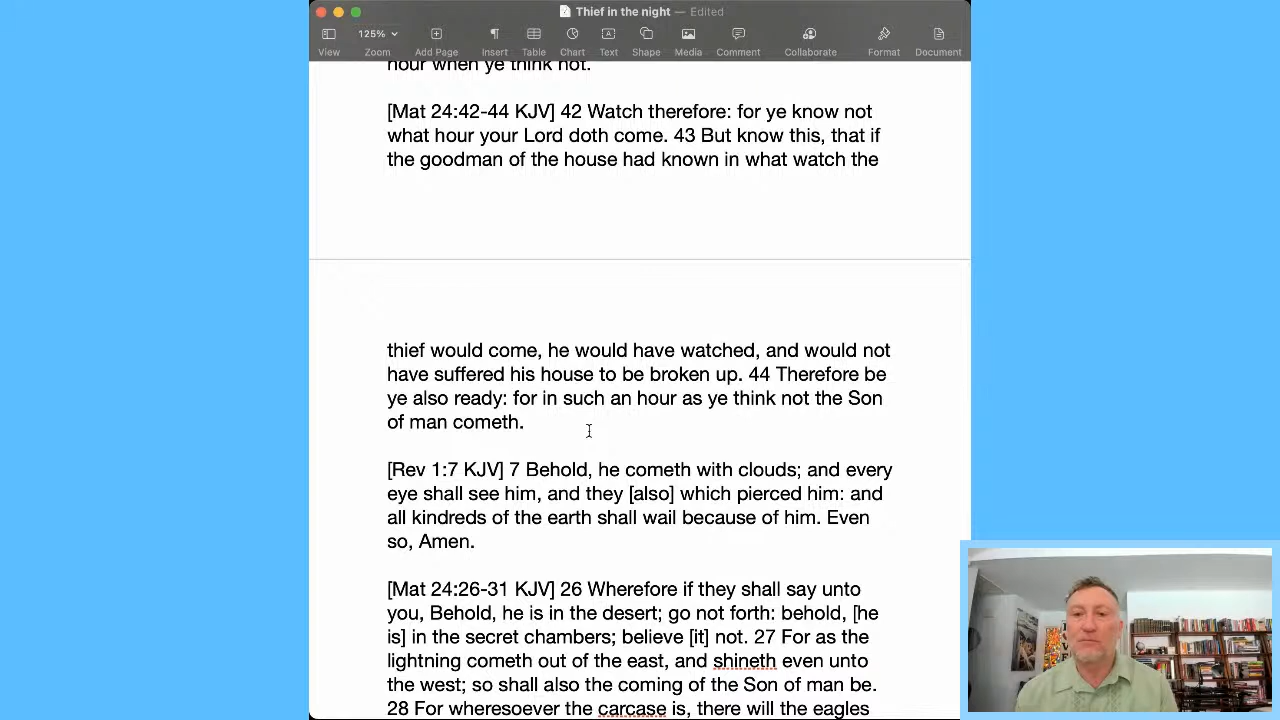 Thief in the night — Edited
125%
View Zoom Add Page Insert Table Chart Text Shape Media Comment Collaborate Format Document
hour when ye think not.
[Mat 24:42-44 KJV] 42 Watch therefore: for ye know not
what hour your Lord doth come. 43 But know this, that if
the goodman of the house had known in what watch the
thief would come, he would have watched, and would not
have suffered his house to be broken up. 44 Therefore be
ye also ready: for in such an hour as ye think not the Son
of man cometh.
[Rev 1:7 KJV] 7 Behold, he cometh with clouds; and every
eye shall see him, and they [also] which pierced him: and
all kindreds of the earth shall wail because of him. Even
so, Amen.
[Mat 24:26-31 KJV] 26 Wherefore if they shall say unto
you, Behold, he is in the desert; go not forth: behold, [he
is] in the secret chambers; believe [it] not. 27 For as the
lightning cometh out of the east, and shineth even unto
the west; so shall also the coming of the Son of man be.
28 For wheresoever the carcase is, there will the eagles